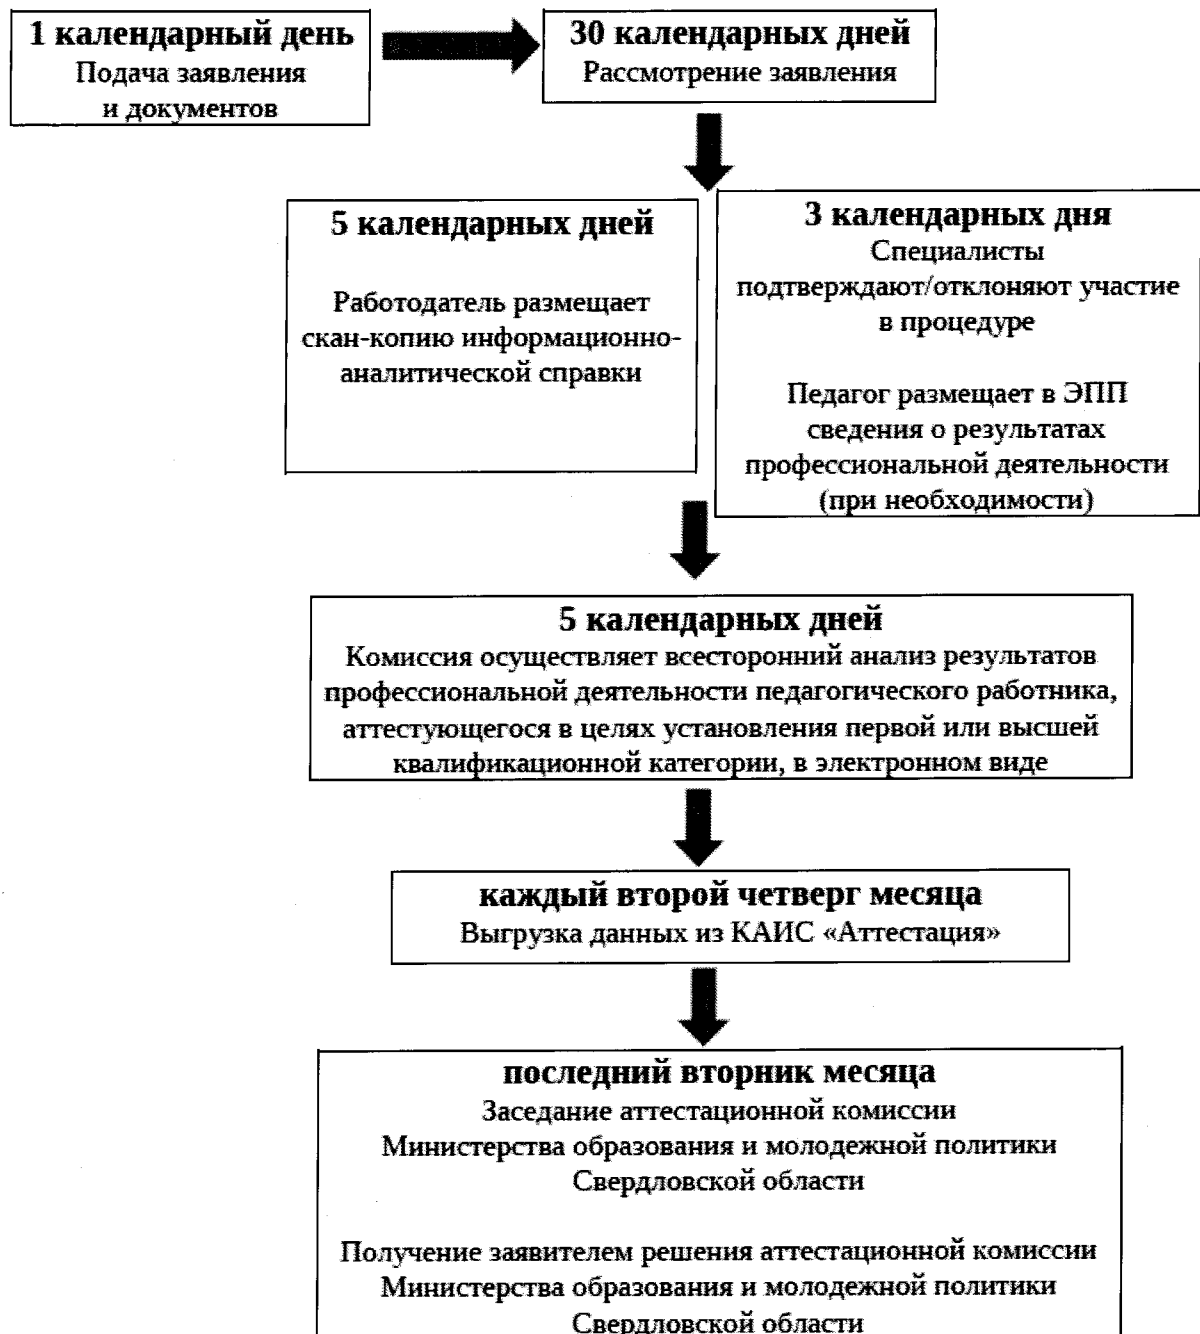 1 календарный день
Подача заявления
и документов
30 календарных дней
Рассмотрение заявления
5 календарных дней
Работодатель размещает
скан-копию информационно-
аналитической справки
3 календарных дня
Специалисты
подтверждают/отклоняют участие
в процедуре
Педагог размещает в ЭПП
сведения о результатах
профессиональной деятельности
(при необходимости)
5 календарных дней
Комиссия осуществляет всесторонний анализ результатов
профессиональной деятельности педагогического работника,
аттестующегося в целях установления первой или высшей
квалификационной категории, в электронном виде
каждый второй четверг месяца
Выгрузка данных из КАИС «Аттестация»
последний вторник месяца
Заседание аттестационной комиссии
Министерства образования и молодежной политики
Свердловской области
Получение заявителем решения аттестационной комиссии
Министерства образования и молодежной политики
Свердловской области